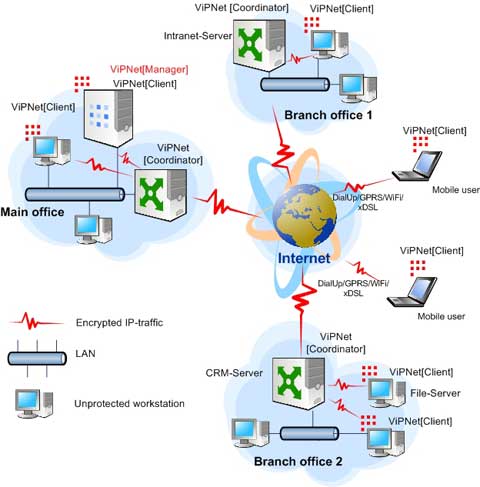 ViPNet [Coordinator]
Intranet-Server
ViPNet[Client]
Branch office 1
ViPNet[Manager]
ViPNet[Client]
ViPNet[Client]
ViPNet
[Coordinator]
Main office
ViPNet[Client]
Mobile user
DialUp/GPRS/WiFi/
xDSL
Internet
ViPNet[Client]
DialUp/GPRS/WiFi/
xDSL
Mobile user
Encrypted IP-traffic
LAN
Unprotected workstation
ViPNet
[Coordinator]
CRM-Server
ViPNet[Client]
File-Server
ViPNet[Client]
Branch office 2